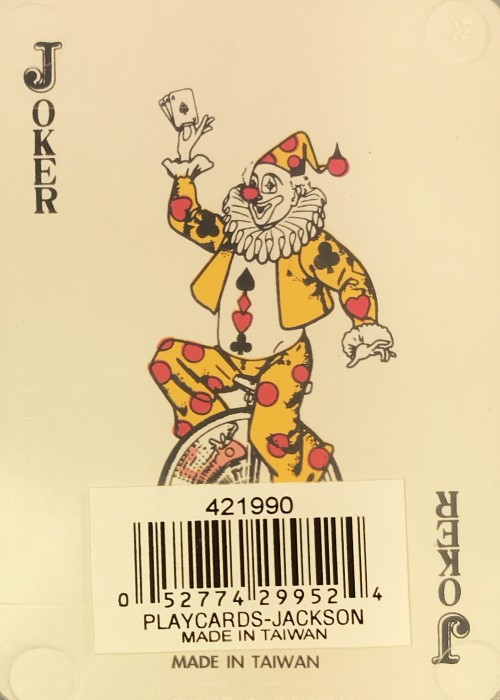 JOKER
421990
0 52774 29952 4
PLAYCARDS-JACKSON
MADE IN TAIWAN
MADE IN TAIWAN
JOKER